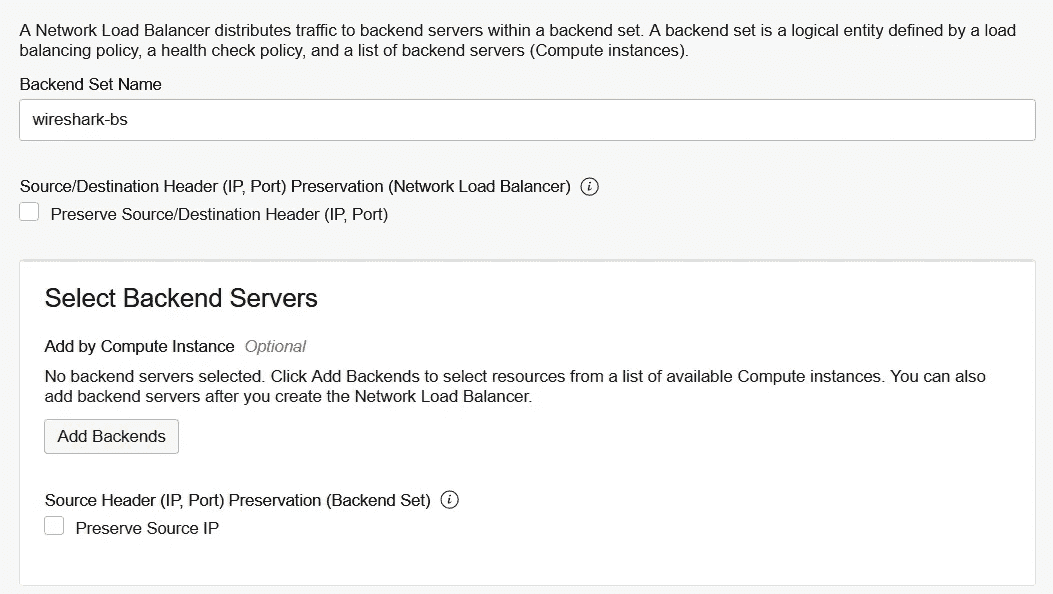 A Network Load Balancer distributes traffic to backend servers within a backend set. A backend set is a logical entity defined by a load
balancing policy, a health check policy, and a list of backend servers (Compute instances).
Backend Set Name
wireshark-bs
Source/Destination Header (IP, Port) Preservation (Network Load Balancer) i
Preserve Source/Destination Header (IP, Port)
Select Backend Servers
Add by Compute Instance Optional
No backend servers selected. Click Add Backends to select resources from a list of available Compute instances. You can also
add backend servers after you create the Network Load Balancer.
Add Backends
Source Header (IP, Port) Preservation (Backend Set) i
Preserve Source IP